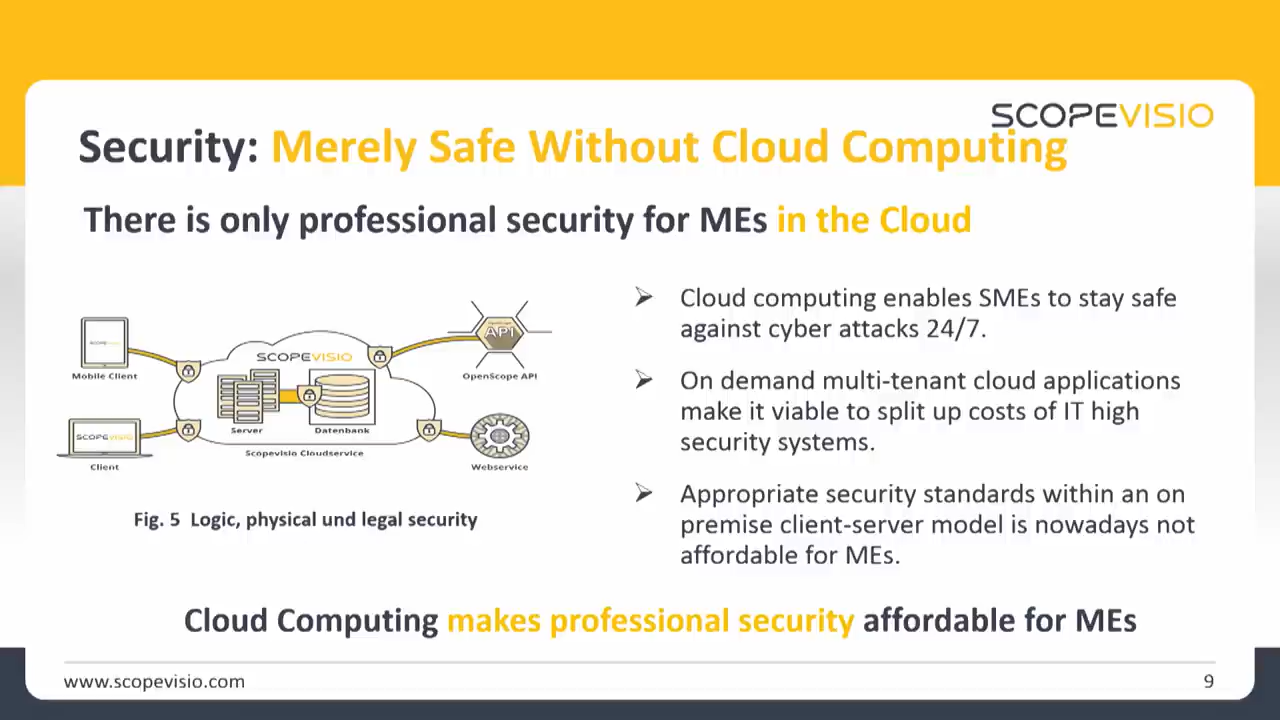 SCOPEVISIO
Security: Merely Safe Without Cloud Computing
There is only professional security for MEs in the Cloud
Mobile Client
Client
SCOPEVISIO
SCOPEVISIO
Server
Datenbank
Scopevisio Cloudservice
API
OpenScope API
Webservice
Fig. 5 Logic, physical und legal security
➢ Cloud computing enables SMEs to stay safe
against cyber attacks 24/7.
➢ On demand multi-tenant cloud applications
make it viable to split up costs of IT high
security systems.
➢ Appropriate security standards within an on
premise client-server model is nowadays not
affordable for MEs.
Cloud Computing makes professional security affordable for MEs
www.scopevisio.com
9